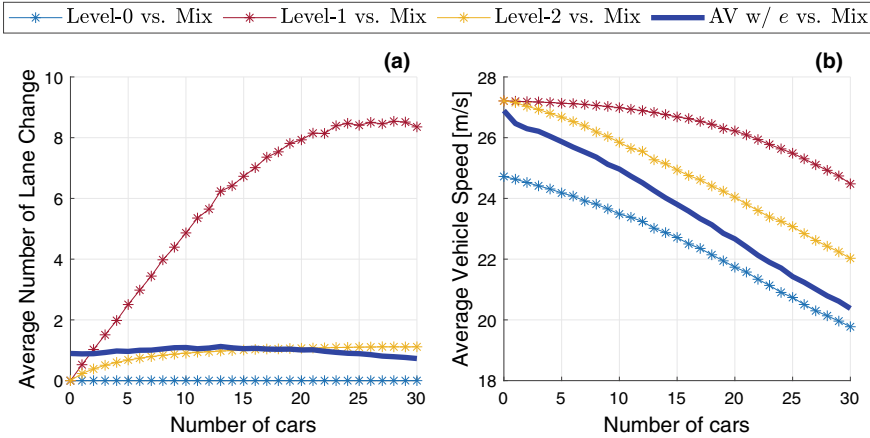 Level-0 vs. Mix Level-1 vs. Mix Level-2 vs. Mix AV w/ e vs. Mix
(a)
Average Number of Lane Change
10
8
6
4
2
0
0 5 10 15 20 25 30
Number of cars
(b)
Average Vehicle Speed [m/s]
28
26
24
22
20
18
0 5 10 15 20 25 30
Number of cars